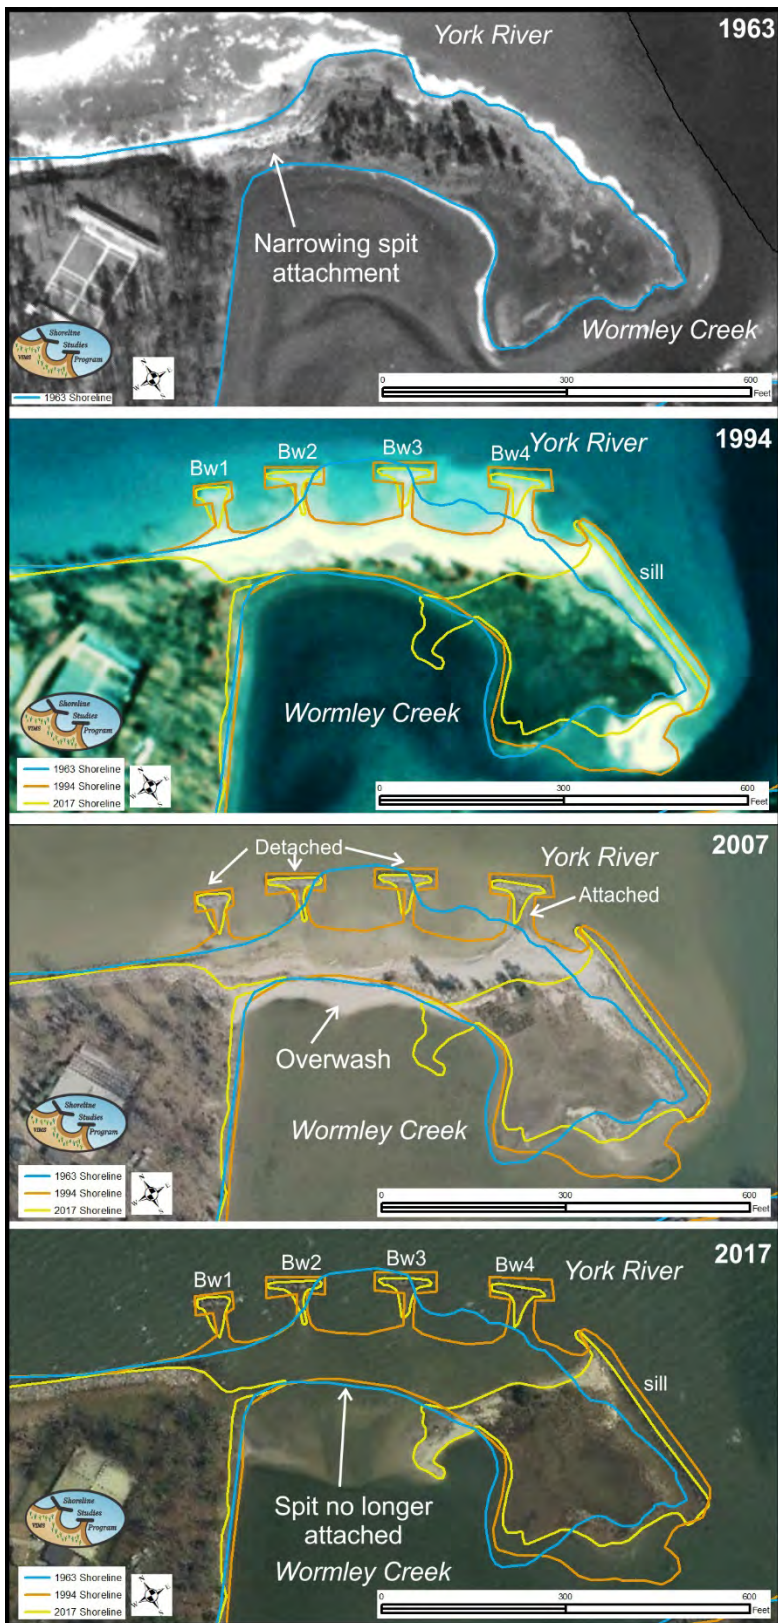 York River
1963
Narrowing spit
attachment
Wormley Creek
Shoreline
Studies
Program
VIMS
N
E
S
W
1963 Shoreline
0 300 600
Feet
York River
1994
Bw1 Bw2 Bw3 Bw4
sill
Wormley Creek
Shoreline
Studies
Program
VIMS
1963 Shoreline
1994 Shoreline
2017 Shoreline
N
E
S
W
0 300 600
Feet
2007
Detached
York River
Attached
Overwash
Wormley Creek
Shoreline
Studies
Program
VIMS
1963 Shoreline
1994 Shoreline
2017 Shoreline
N
E
S
W
0 300 600
Feet
2017
York River
Bw1 Bw2 Bw3 Bw4
sill
Spit no longer
attached
Wormley Creek
Shoreline
Studies
Program
VIMS
1963 Shoreline
1994 Shoreline
2017 Shoreline
N
E
S
W
0 300 600
Feet